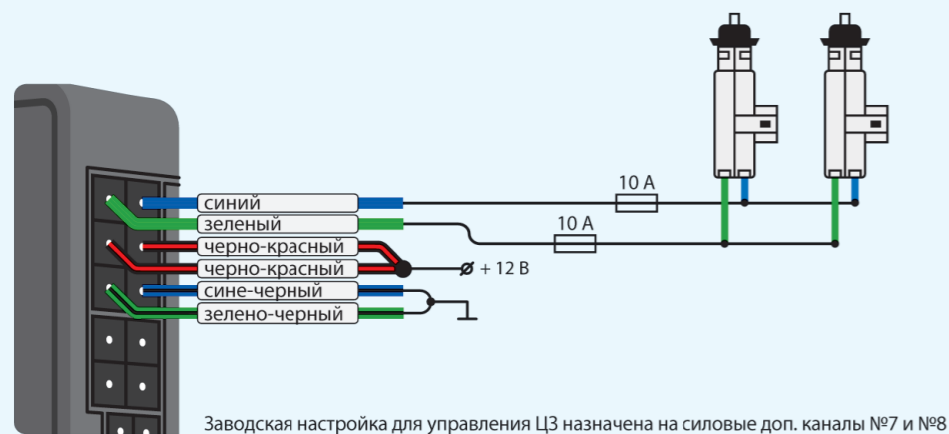 10 А
синий
10 А
зеленый
черно-красный
черно-красный
+ 12 В
сине-черный
зелено-черный
Заводская настройка для управления ЦЗ назначена на силовые доп. каналы №7 и №8